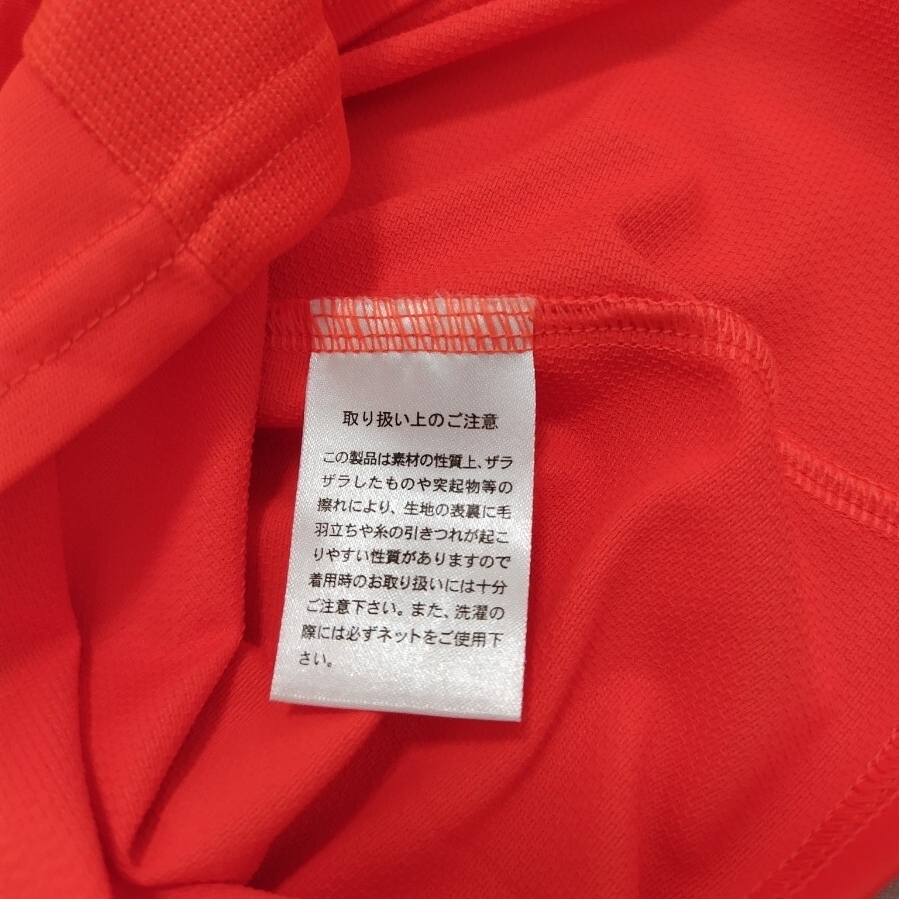 取り扱い上のご注意
この製品は素材の性質上、ザラ
ザラしたものや突起物等の
擦れにより、生地の表裏に毛
羽立ちや糸の引きつれが起こ
りやすい性質がありますので
着用時のお取り扱いには十分
ご注意下さい。また、洗濯の
際には必ずネットをご使用下
さい。